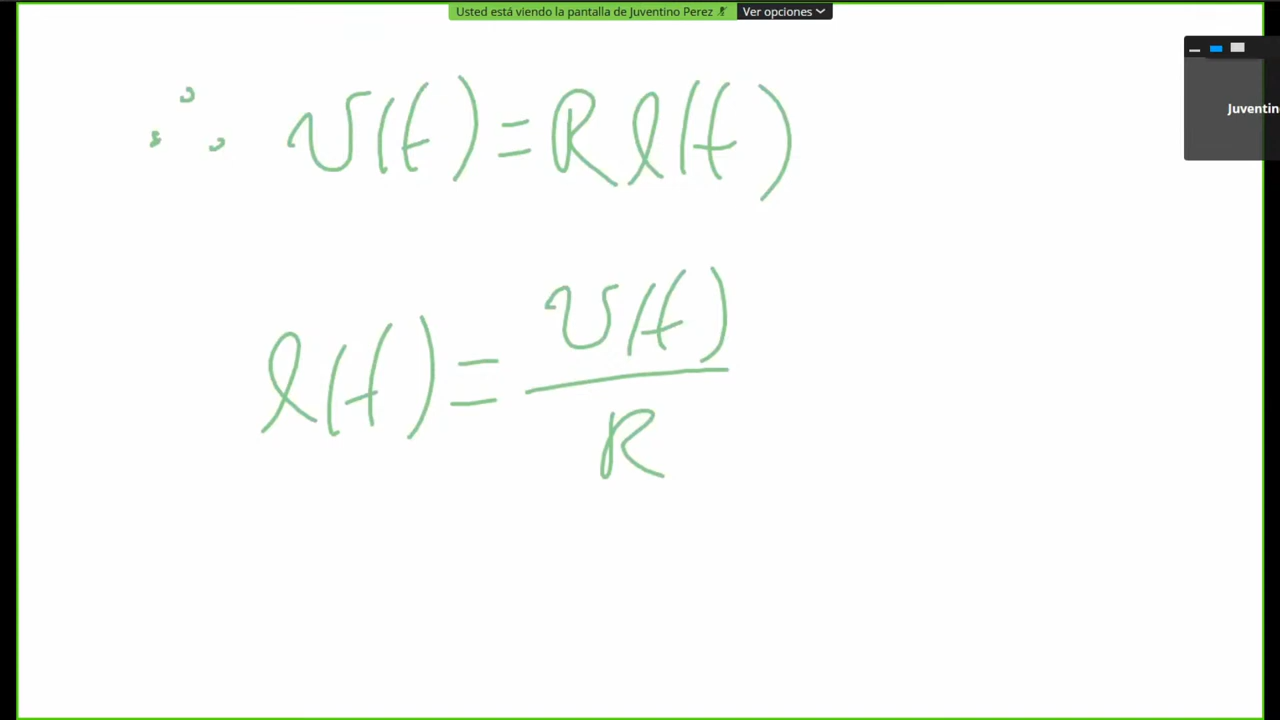 Usted está viendo la pantalla de Juventino Perez Ver opciones
Juventin
∴ v(t) = R i(t)
i(t) = v(t) / R